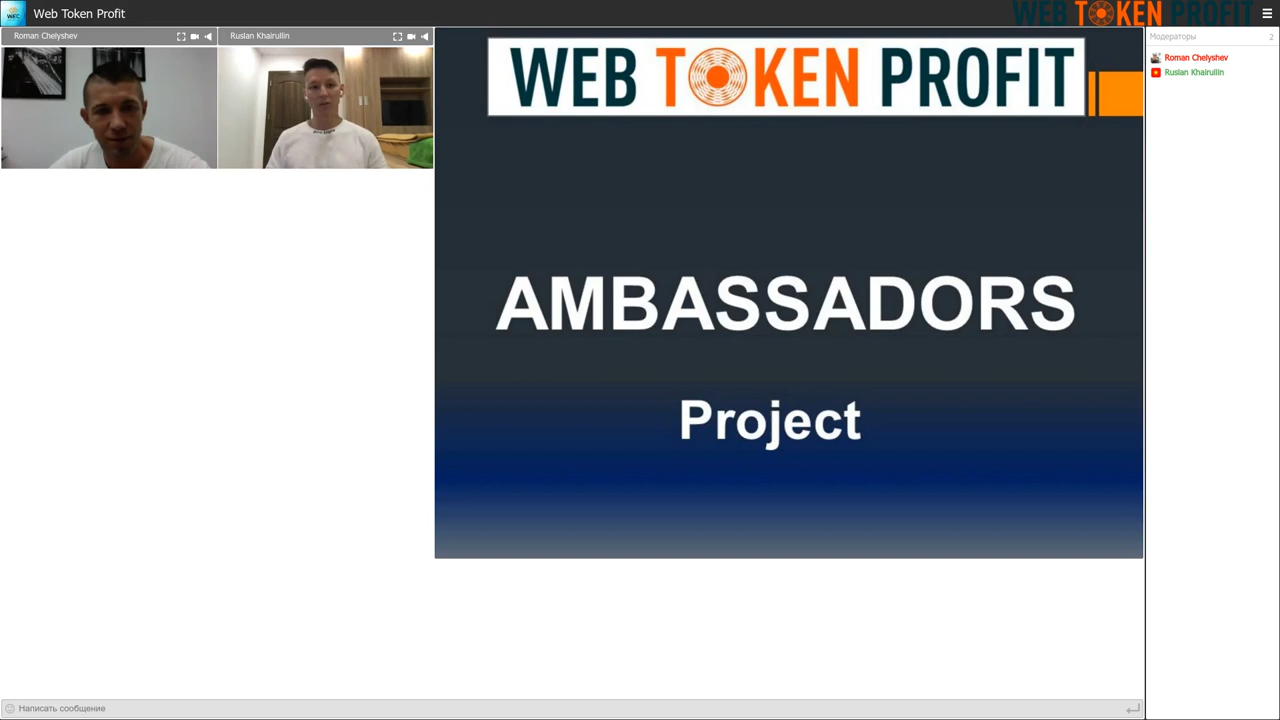 WEC
Web Token Profit
WEB TOKEN PROFIT
Roman Chelyshev
Ruslan Khairullin
WEB TOKEN PROFIT
AMBASSADORS
Project
Модераторы 2
Roman Chelyshev
Ruslan Khairullin
Написать сообщение